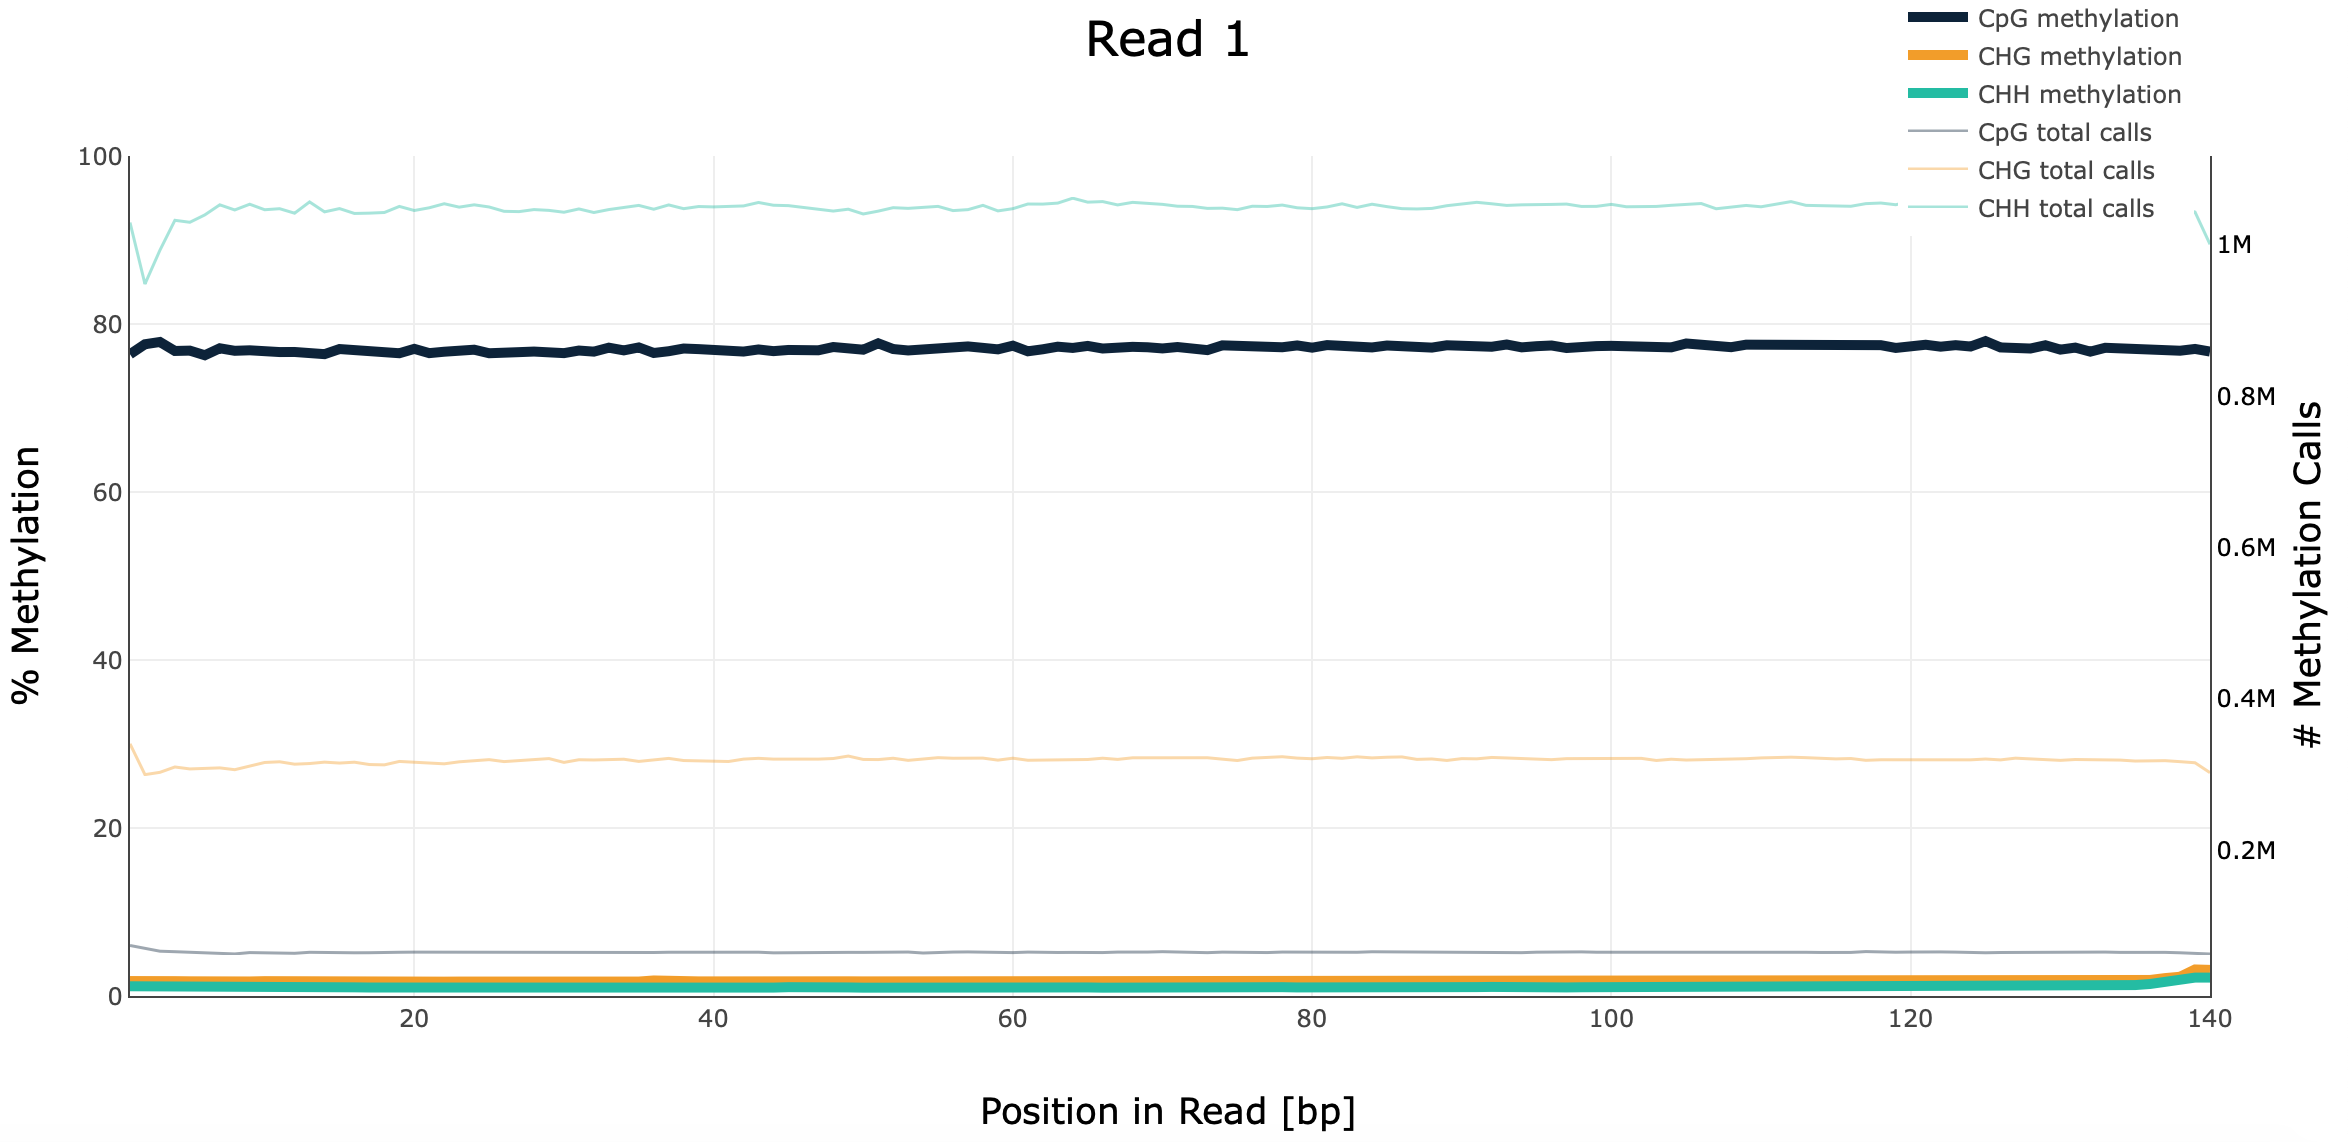 Read 1
CpG methylation
CHG methylation
CHH methylation
CpG total calls
CHG total calls
CHH total calls
100
80
60
40
20
0
% Methylation
1M
0.8M
0.6M
0.4M
0.2M
# Methylation Calls
20 40 60 80 100 120 140
Position in Read [bp]